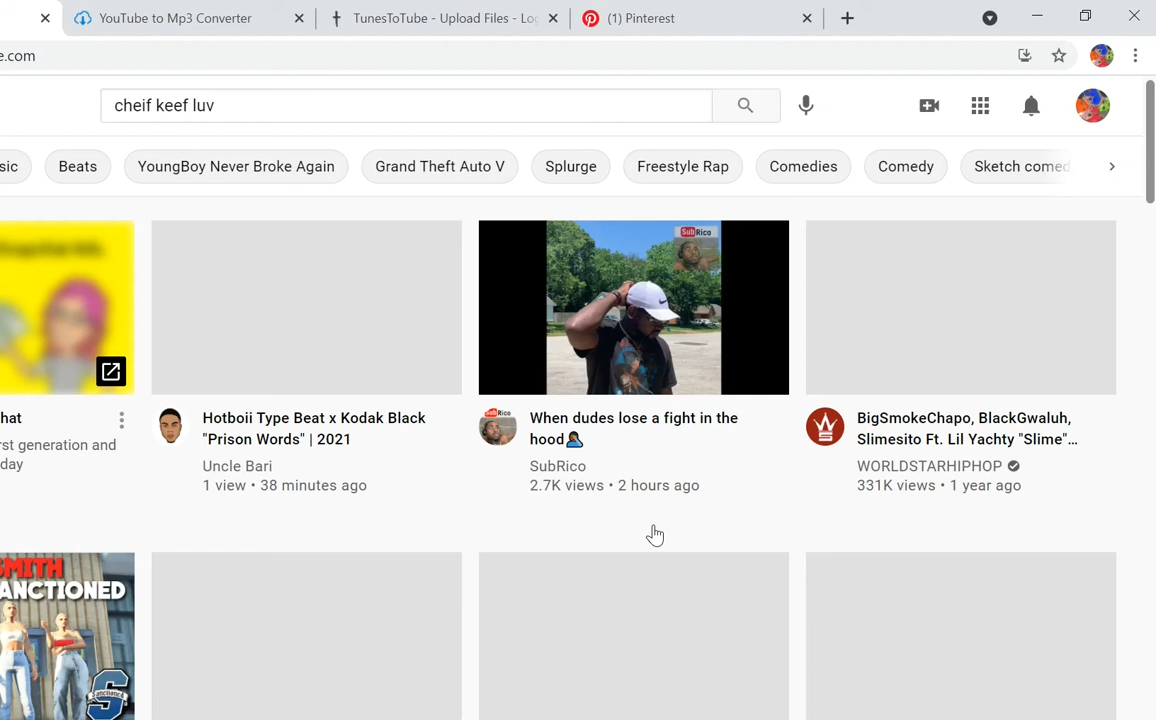 YouTube to Mp3 Converter
TunesToTube - Upload Files - Log
(1) Pinterest
e.com
cheif keef luv
sic
Beats
YoungBoy Never Broke Again
Grand Theft Auto V
Splurge
Freestyle Rap
Comedies
Comedy
Sketch comed
SubRico
hat
rst generation and
day
Hotboii Type Beat x Kodak Black
"Prison Words" | 2021
Uncle Bari
1 view • 38 minutes ago
SubRico
When dudes lose a fight in the
hood🤦🏾‍♂️
SubRico
2.7K views • 2 hours ago
BigSmokeChapo, BlackGwaluh,
Slimesito Ft. Lil Yachty "Slime"...
WORLDSTARHIPHOP
331K views • 1 year ago
SMITH
ANCTIONED